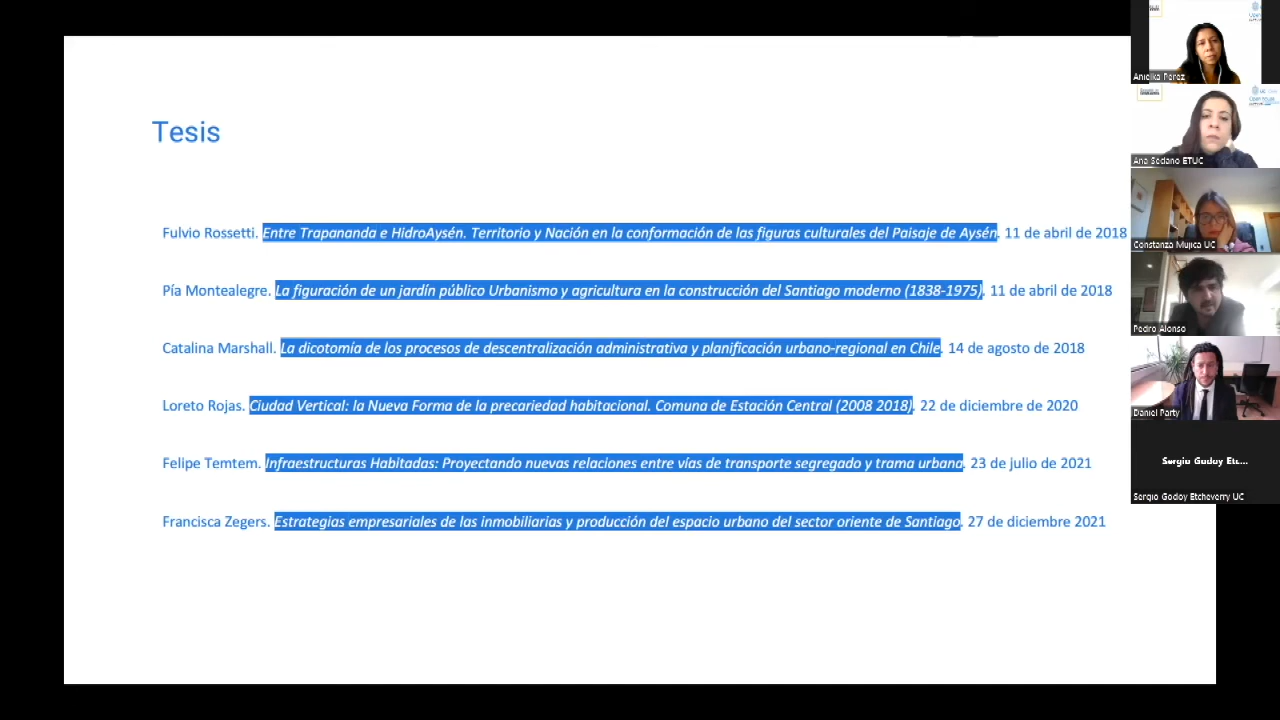 Tesis
Fulvio Rossetti. Entre Trapananda e HidroAysén. Territorio y Nación en la conformación de las figuras culturales del Paisaje de Aysén. 11 de abril de 2018
Pía Montealegre. La figuración de un jardín público Urbanismo y agricultura en la construcción del Santiago moderno (1838-1975). 11 de abril de 2018
Catalina Marshall. La dicotomía de los procesos de descentralización administrativa y planificación urbano-regional en Chile. 14 de agosto de 2018
Loreto Rojas. Ciudad Vertical: la Nueva Forma de la precariedad habitacional. Comuna de Estación Central (2008 2018). 22 de diciembre de 2020
Felipe Temtem. Infraestructuras Habitadas: Proyectando nuevas relaciones entre vías de transporte segregado y trama urbana. 23 de julio de 2021
Francisca Zegers. Estrategias empresariales de las inmobiliarias y producción del espacio urbano del sector oriente de Santiago. 27 de diciembre 2021
Anielka Perez
Ana Sedano ETUC
UC
Constanza Mujica UC
Pedro Alonso
Daniel Party
Sergio Godoy Etc....
Sergio Godoy Etcheverry UC